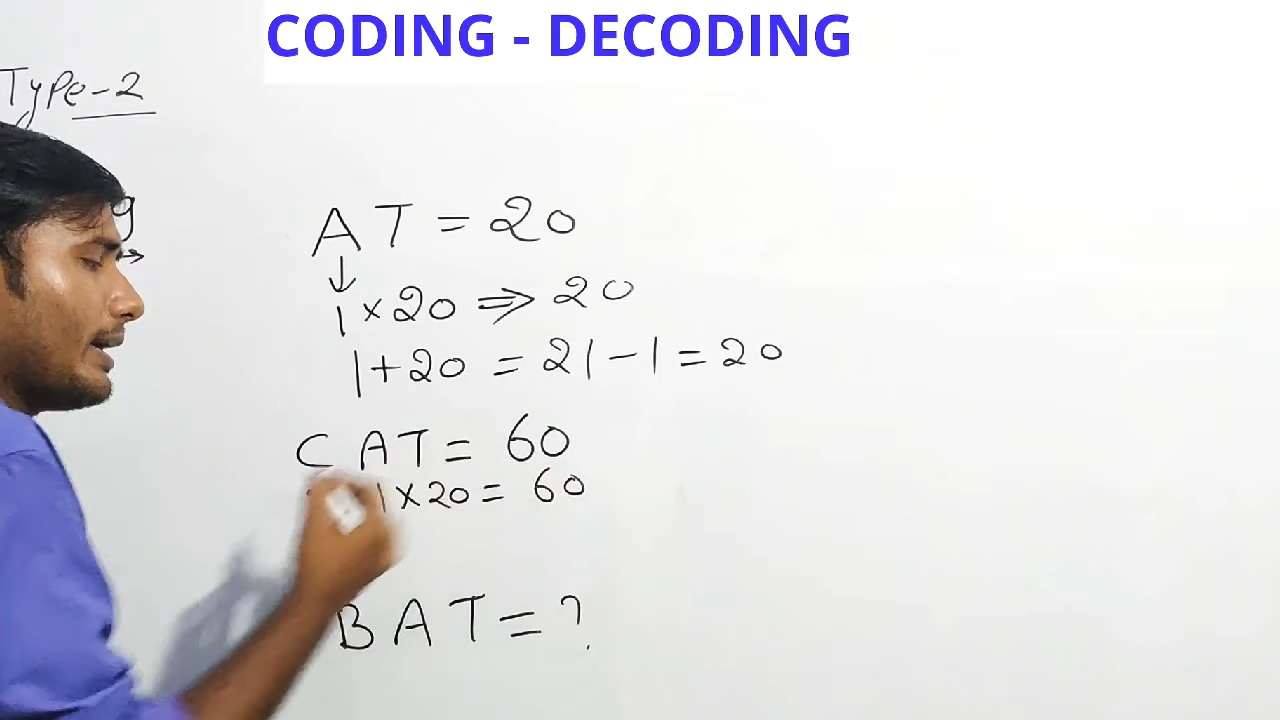 CODING - DECODING
Type-2
g
→
AT = 20
↓
1 × 20 ⇒ 20
1 + 20 = 21 - 1 = 20
CAT = 60
1 × 20 = 60
BAT = ?